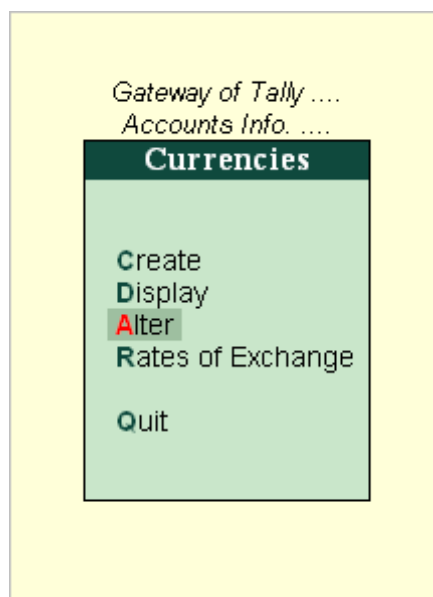 Gateway of Tally ....
Accounts Info. ....
Currencies
Create
Display
Alter
Rates of Exchange
Quit